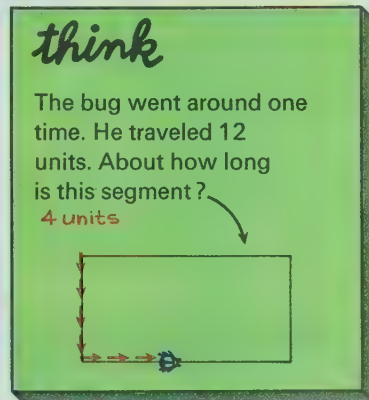 think
The bug went around one
time. He traveled 12
units. About how long
is this segment?
4 units